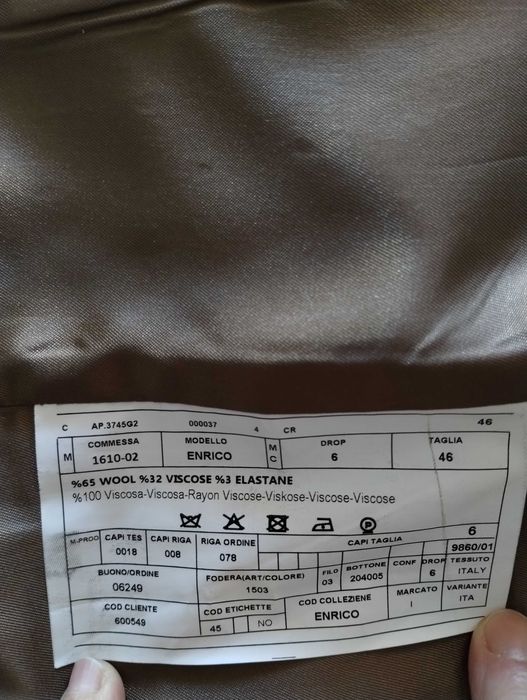 C AP.3745G2 000037 4 CR 46
M COMMESSA 1610-02 MODELLO ENRICO M C DROP 6 TAGLIA 46
%65 WOOL %32 VISCOSE %3 ELASTANE
%100 Viscosa-Viscosa-Rayon Viscose-Viskose-Viscose-Viscose
P
M-PROD CAPI TES 0018 CAPI RIGA 008 RIGA ORDINE 078 CAPI TAGLIA 6
9860/01
BUONO/ORDINE 06249 FODERA(ART/COLORE) 1503 FILO 03 BOTTONE 204005 CONF DROP 6 TESSUTO ITALY
COD CLIENTE 600549 COD ETICHETTE 45 NO COD COLLEZIENE ENRICO MARCATO I VARIANTE ITA